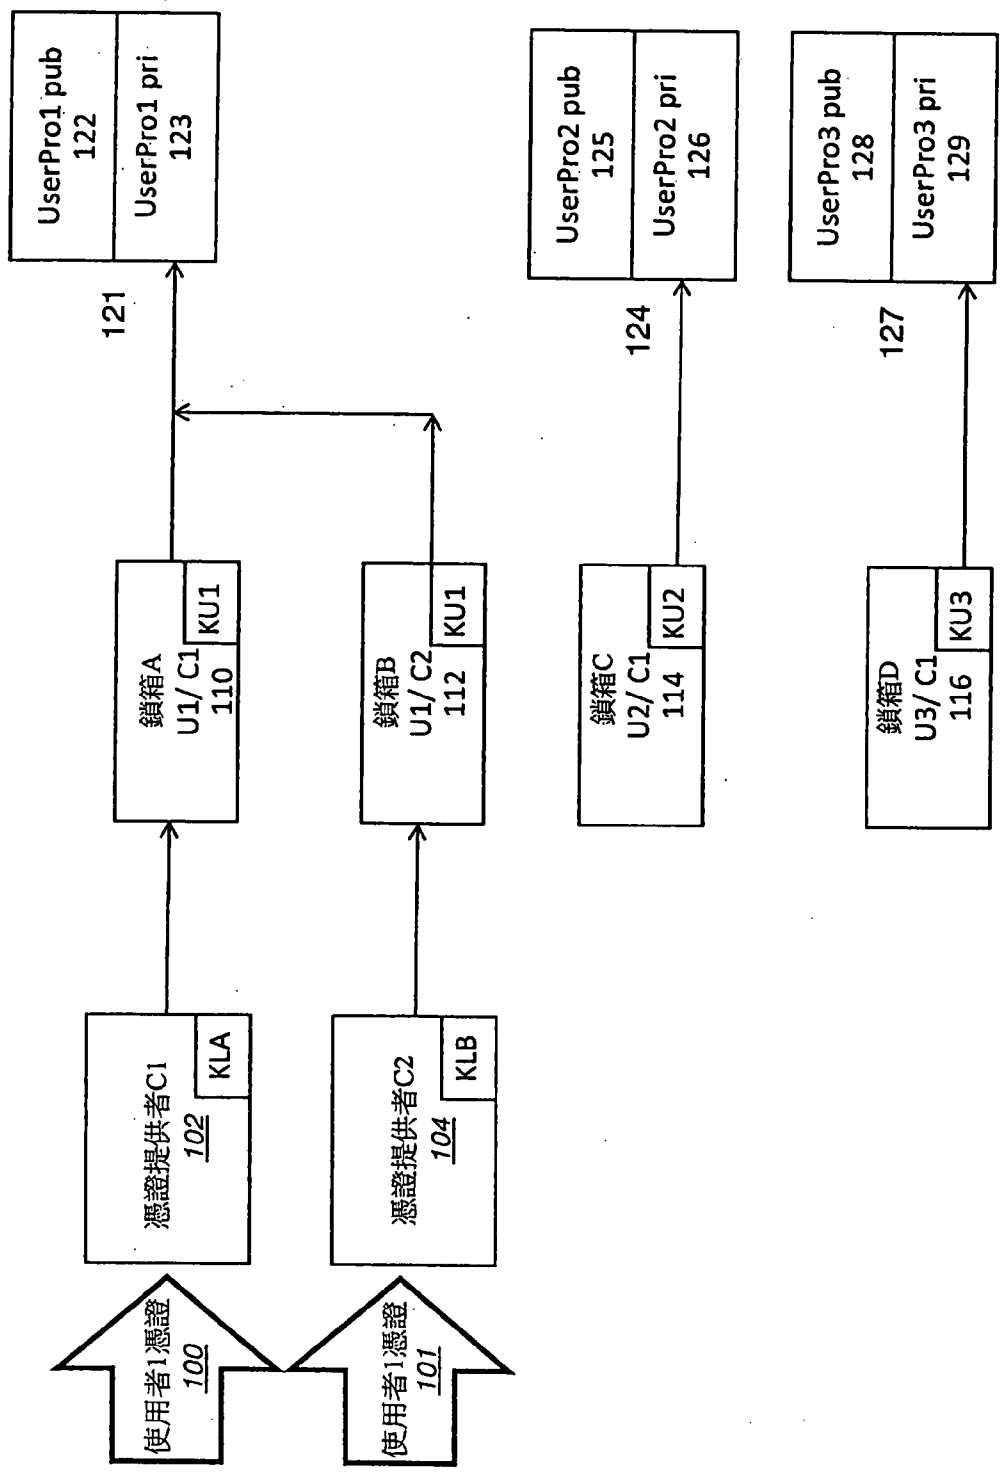 使用者1憑證
100
憑證提供者C1
102
KLA
鎖箱A
U1/ C1
110
KU1
121
UserPro1 pub
122
UserPro1 pri
123
使用者1憑證
101
憑證提供者C2
104
KLB
鎖箱B
U1/ C2
112
KU1
鎖箱C
U2/ C1
114
KU2
124
UserPro2 pub
125
UserPro2 pri
126
鎖箱D
U3/ C1
116
KU3
127
UserPro3 pub
128
UserPro3 pri
129